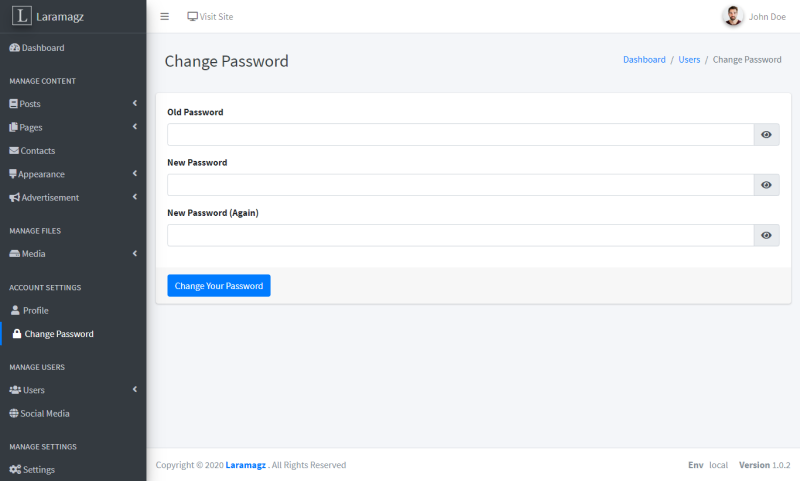 L Laramagz
Visit Site
John Doe
Dashboard
MANAGE CONTENT
Posts
Pages
Contacts
Appearance
Advertisement
MANAGE FILES
Media
ACCOUNT SETTINGS
Profile
Change Password
MANAGE USERS
Users
Social Media
MANAGE SETTINGS
Settings
Change Password
Dashboard / Users / Change Password
Old Password
New Password
New Password (Again)
Change Your Password
Copyright © 2020 Laramagz . All Rights Reserved
Env local Version 1.0.2